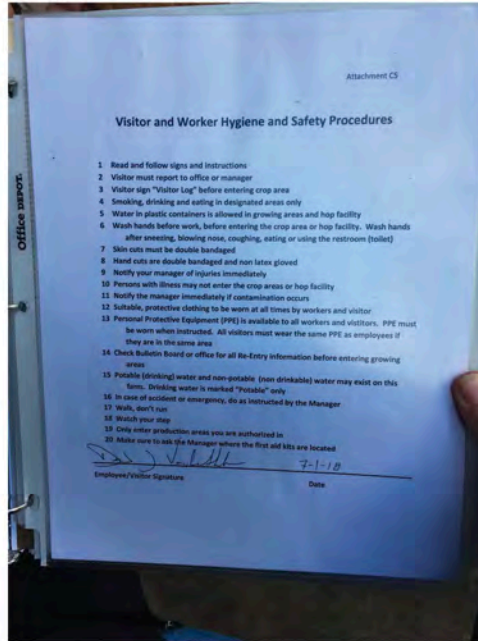 Office DEPOT.
Attachment C5
Visitor and Worker Hygiene and Safety Procedures
1 Read and follow signs and instructions
2 Visitor must report to office or manager
3 Visitor sign "Visitor Log" before entering crop area
4 Smoking, drinking and eating in designated areas only
5 Water in plastic containers is allowed in growing areas and hop facility
6 Wash hands before work, before entering the crop area or hop facility. Wash hands
after sneezing, blowing nose, coughing, eating or using the restroom (toilet)
7 Skin cuts must be double bandaged
8 Hand cuts are double bandaged and non latex gloved
9 Notify your manager of injuries immediately
10 Persons with illness may not enter the crop areas or hop facility
11 Notify the manager immediately if contamination occurs
12 Suitable, protective clothing to be worn at all times by workers and visitor
13 Personal Protective Equipment (PPE) is available to all workers and vistitors. PPE must
be worn when instructed. All visitors must wear the same PPE as employees if
they are in the same area
14 Check Bulletin Board or office for all Re-Entry information before entering growing
areas
15 Potable (drinking) water and non-potable (non drinkable) water may exist on this
farm. Drinking water is marked "Potable" only
16 In case of accident or emergency, do as instructed by the Manager
17 Walk, don't run
18 Watch your step
19 Only enter production areas you are authorized in
20 Make sure to ask the Manager where the first aid kits are located
7-1-18
Employee/Visitor Signature
Date